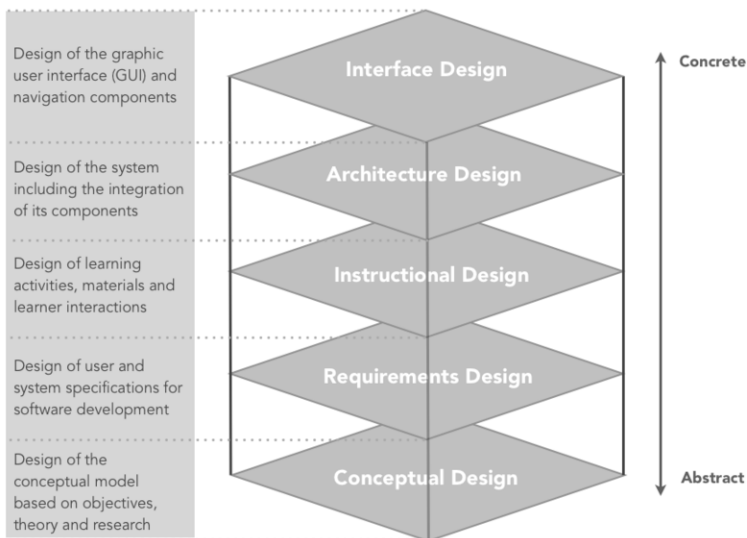 Design of the graphic
user interface (GUI) and
navigation components
Interface Design
Concrete
Design of the system
including the integration
of its components
Architecture Design
Design of learning
activities, materials and
learner interactions
Instructional Design
Design of user and
system specifications for
software development
Requirements Design
Design of the
conceptual model
based on objectives,
theory and research
Conceptual Design
Abstract